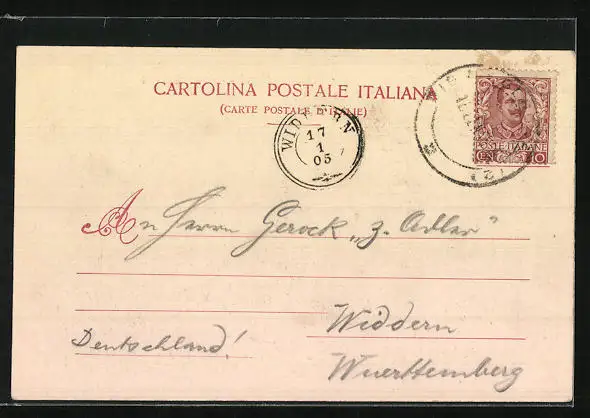 CARTOLINA POSTALE ITALIANA
(CARTE POSTALE D'ITALIE)
WIDDERN
17
1
05
POSTE ITALIANE
CENT. 10
An Herrn Gerock „z. Adler"
Widdern
Deutschland!
Wuerttemberg